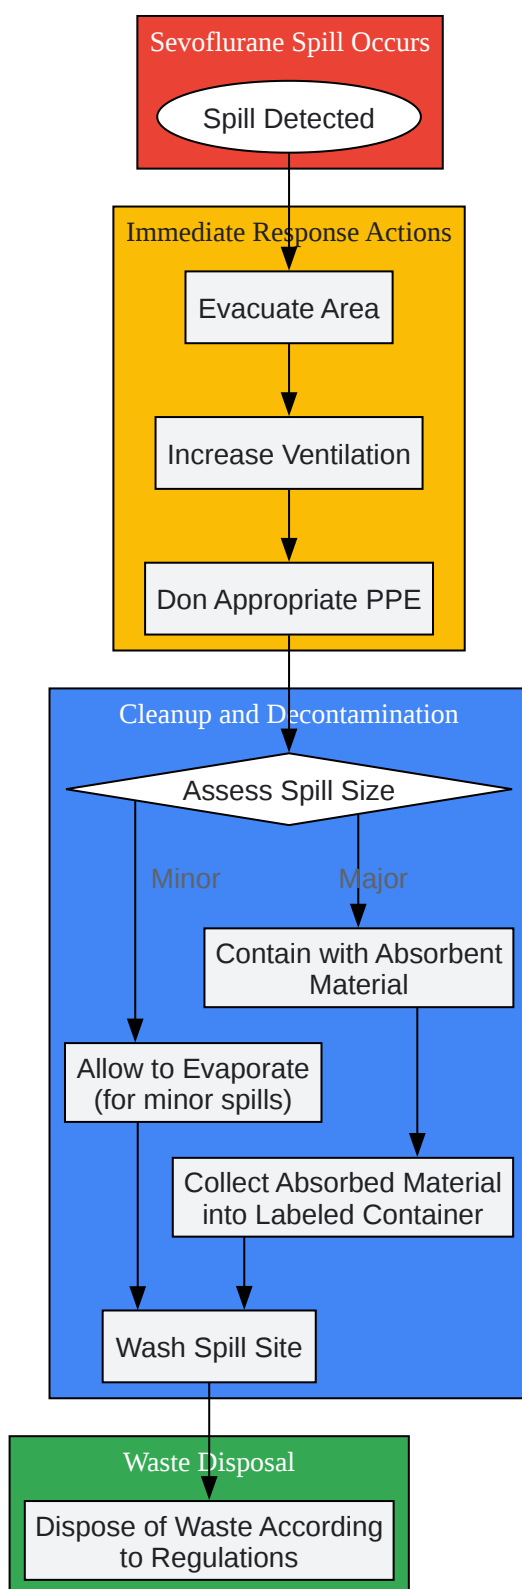 Sevoflurane Spill Occurs
Spill Detected
Immediate Response Actions
Evacuate Area
Increase Ventilation
Don Appropriate PPE
Cleanup and Decontamination
Assess Spill Size
Minor
Major
Contain with Absorbent
Material
Allow to Evaporate
(for minor spills)
Collect Absorbed Material
into Labeled Container
Wash Spill Site
Waste Disposal
Dispose of Waste According
to Regulations